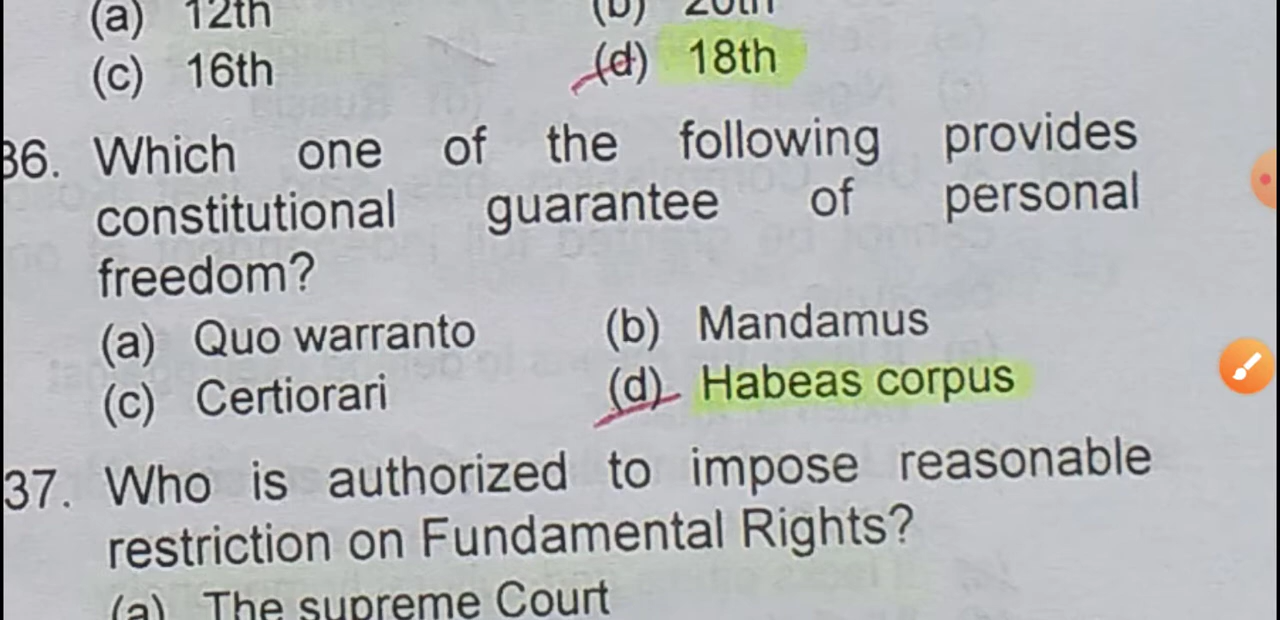 (a) 12th (b) 20th
(c) 16th (d) 18th
36. Which one of the following provides
constitutional guarantee of personal
freedom?
(a) Quo warranto (b) Mandamus
(c) Certiorari (d) Habeas corpus
37. Who is authorized to impose reasonable
restriction on Fundamental Rights?
(a) The supreme Court